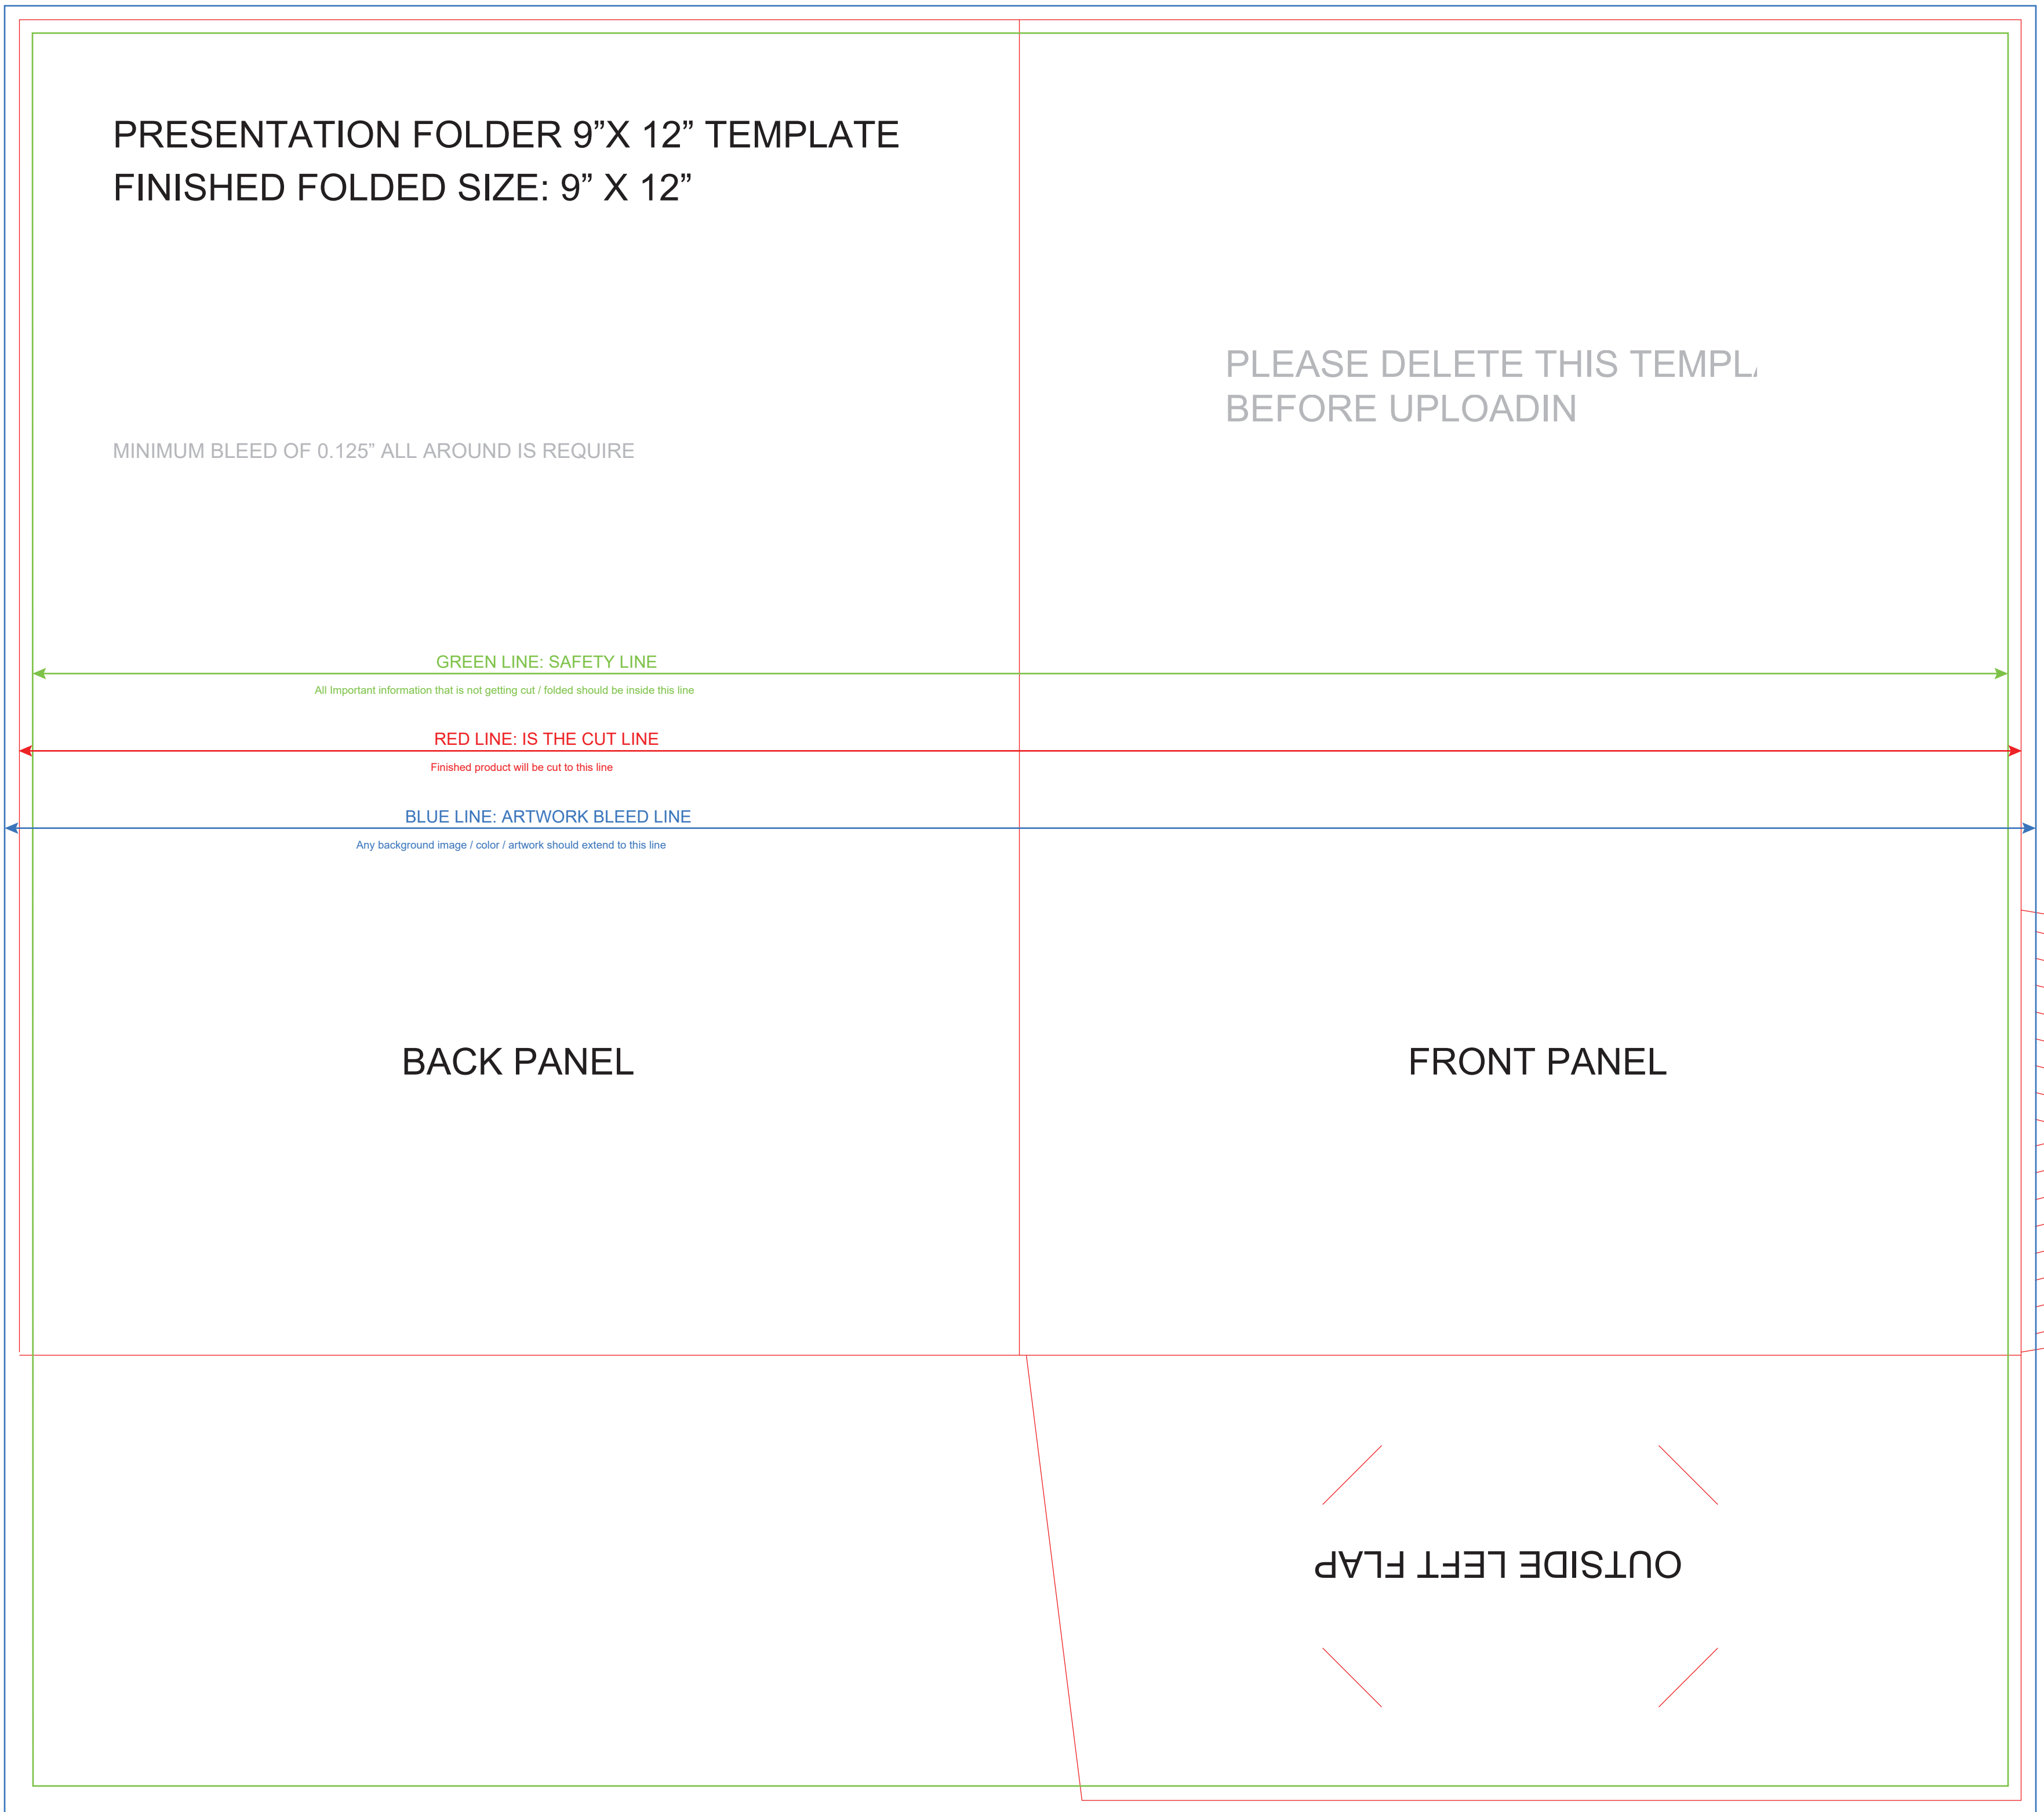 PRESENTATION FOLDER 9”X 12” TEMPLATE
FINISHED FOLDED SIZE: 9” X 12”
PLEASE DELETE THIS TEMPL
BEFORE UPLOADIN
MINIMUM BLEED OF 0.125” ALL AROUND IS REQUIRE
GREEN LINE: SAFETY LINE
All Important information that is not getting cut / folded should be inside this line
RED LINE: IS THE CUT LINE
Finished product will be cut to this line
BLUE LINE: ARTWORK BLEED LINE
Any background image / color / artwork should extend to this line
BACK PANEL
FRONT PANEL
OUTSIDE LEFT FLAP